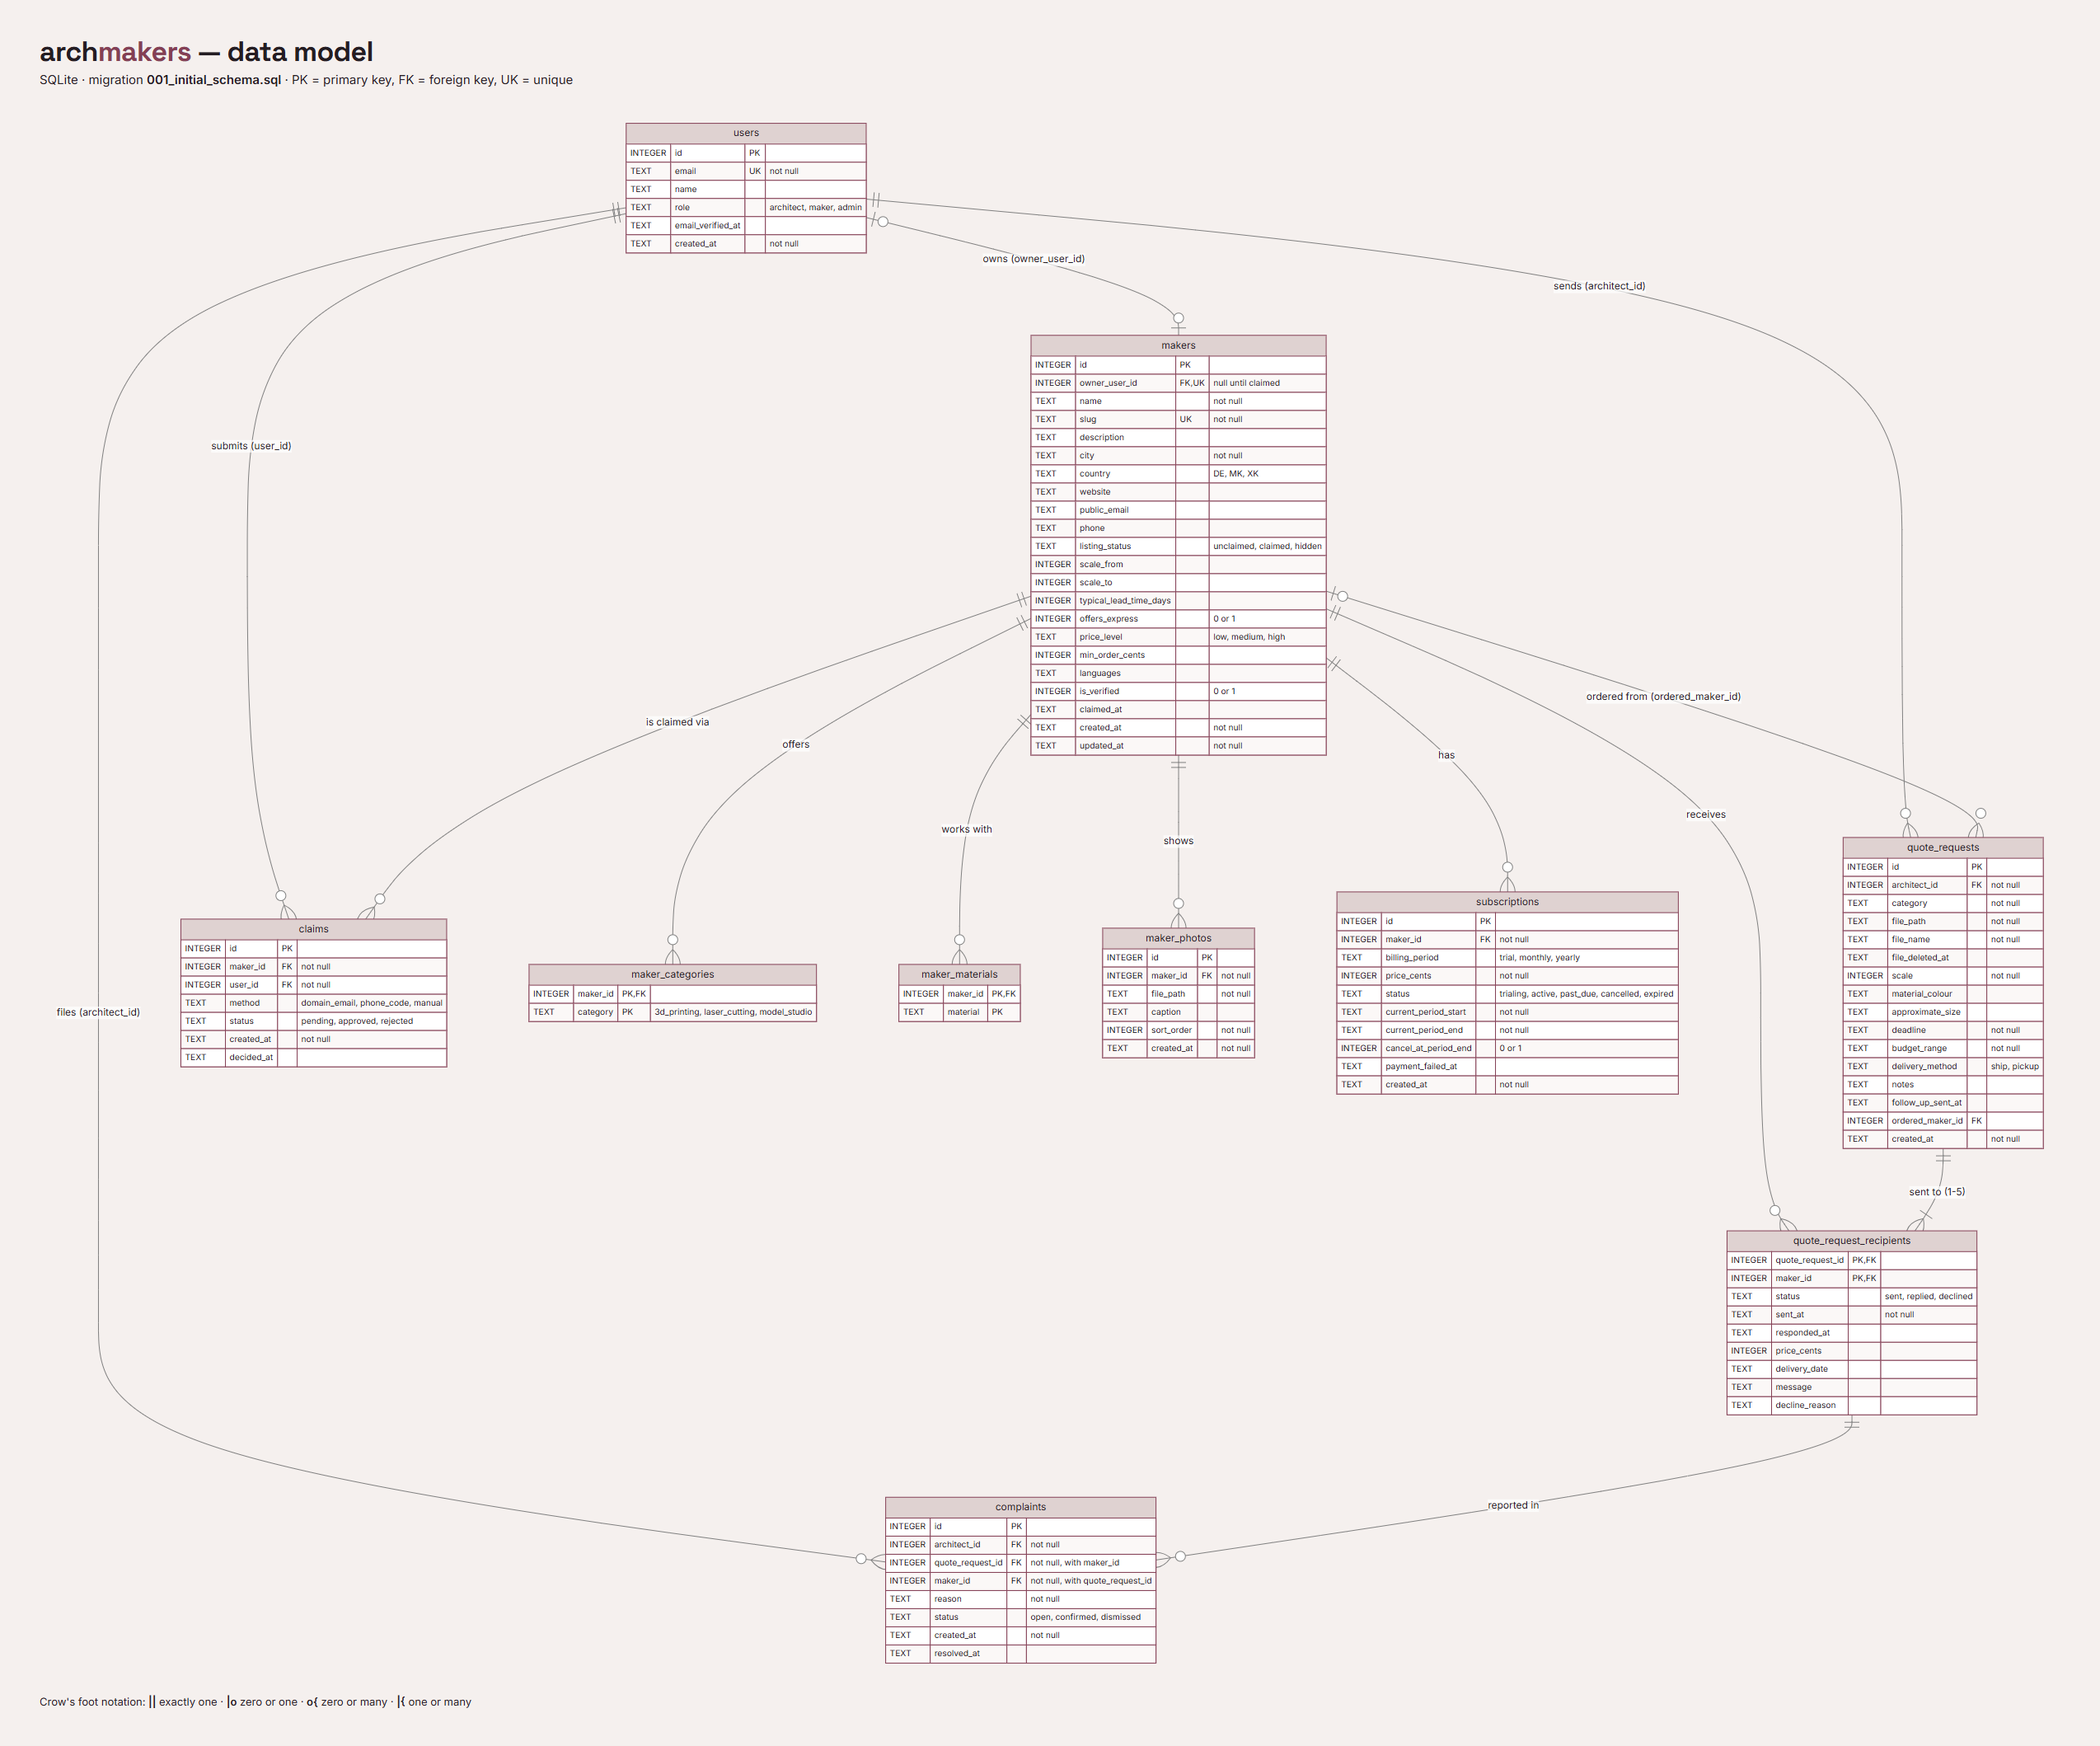 archmakers — data model
SQLite · migration 001_initial_schema.sql · PK = primary key, FK = foreign key, UK = unique
users
INTEGER id PK
TEXT email UK not null
TEXT name
TEXT role architect, maker, admin
TEXT email_verified_at
TEXT created_at not null
owns (owner_user_id)
sends (architect_id)
submits (user_id)
makers
INTEGER id PK
INTEGER owner_user_id FK,UK null until claimed
TEXT name not null
TEXT slug UK not null
TEXT description
TEXT city not null
TEXT country DE, MK, XK
TEXT website
TEXT public_email
TEXT phone
TEXT listing_status unclaimed, claimed, hidden
INTEGER scale_from
INTEGER scale_to
INTEGER typical_lead_time_days
INTEGER offers_express 0 or 1
TEXT price_level low, medium, high
INTEGER min_order_cents
TEXT languages
INTEGER is_verified 0 or 1
TEXT claimed_at
TEXT created_at not null
TEXT updated_at not null
ordered from (ordered_maker_id)
is claimed via
offers
has
receives
works with
shows
files (architect_id)
claims
INTEGER id PK
INTEGER maker_id FK not null
INTEGER user_id FK not null
TEXT method domain_email, phone_code, manual
TEXT status pending, approved, rejected
TEXT created_at not null
TEXT decided_at
maker_categories
INTEGER maker_id PK,FK
TEXT category PK 3d_printing, laser_cutting, model_studio
maker_materials
INTEGER maker_id PK,FK
TEXT material PK
maker_photos
INTEGER id PK
INTEGER maker_id FK not null
TEXT file_path not null
TEXT caption
INTEGER sort_order not null
TEXT created_at not null
subscriptions
INTEGER id PK
INTEGER maker_id FK not null
TEXT billing_period trial, monthly, yearly
INTEGER price_cents not null
TEXT status trialing, active, past_due, cancelled, expired
TEXT current_period_start not null
TEXT current_period_end not null
INTEGER cancel_at_period_end 0 or 1
TEXT payment_failed_at
TEXT created_at not null
quote_requests
INTEGER id PK
INTEGER architect_id FK not null
TEXT category not null
TEXT file_path not null
TEXT file_name not null
TEXT file_deleted_at
INTEGER scale not null
TEXT material_colour
TEXT approximate_size
TEXT deadline not null
TEXT budget_range not null
TEXT delivery_method ship, pickup
TEXT notes
TEXT follow_up_sent_at
INTEGER ordered_maker_id FK
TEXT created_at not null
sent to (1-5)
quote_request_recipients
INTEGER quote_request_id PK,FK
INTEGER maker_id PK,FK
TEXT status sent, replied, declined
TEXT sent_at not null
TEXT responded_at
INTEGER price_cents
TEXT delivery_date
TEXT message
TEXT decline_reason
reported in
complaints
INTEGER id PK
INTEGER architect_id FK not null
INTEGER quote_request_id FK not null, with maker_id
INTEGER maker_id FK not null, with quote_request_id
TEXT reason not null
TEXT status open, confirmed, dismissed
TEXT created_at not null
TEXT resolved_at
Crow's foot notation: || exactly one · |o zero or one · o{ zero or many · |{ one or many